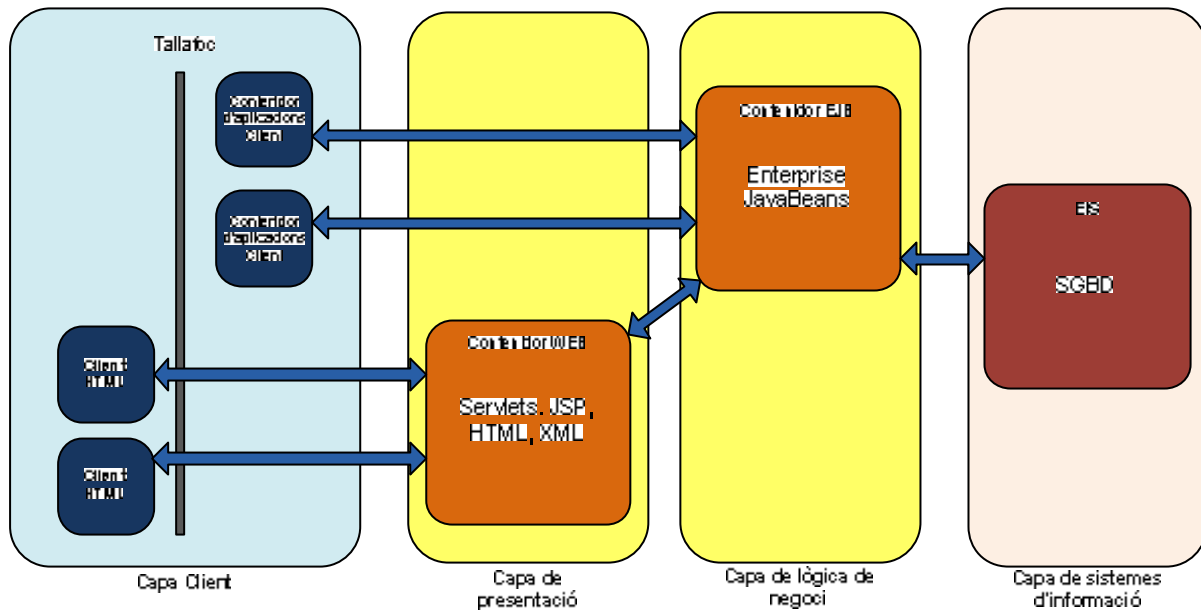 Tallafoc
Contenidor
d'aplicacions
Client
Contenidor
d'aplicacions
Client
Client
HTML
Client
HTML
Contenidor WEB
Servlets. JSP,
HTML, XML
Contenidor EJB
Enterprise
JavaBeans
EIS
SGBD
Capa Client
Capa de
presentació
Capa de lògica de
negoci
Capa de sistemes
d'informació